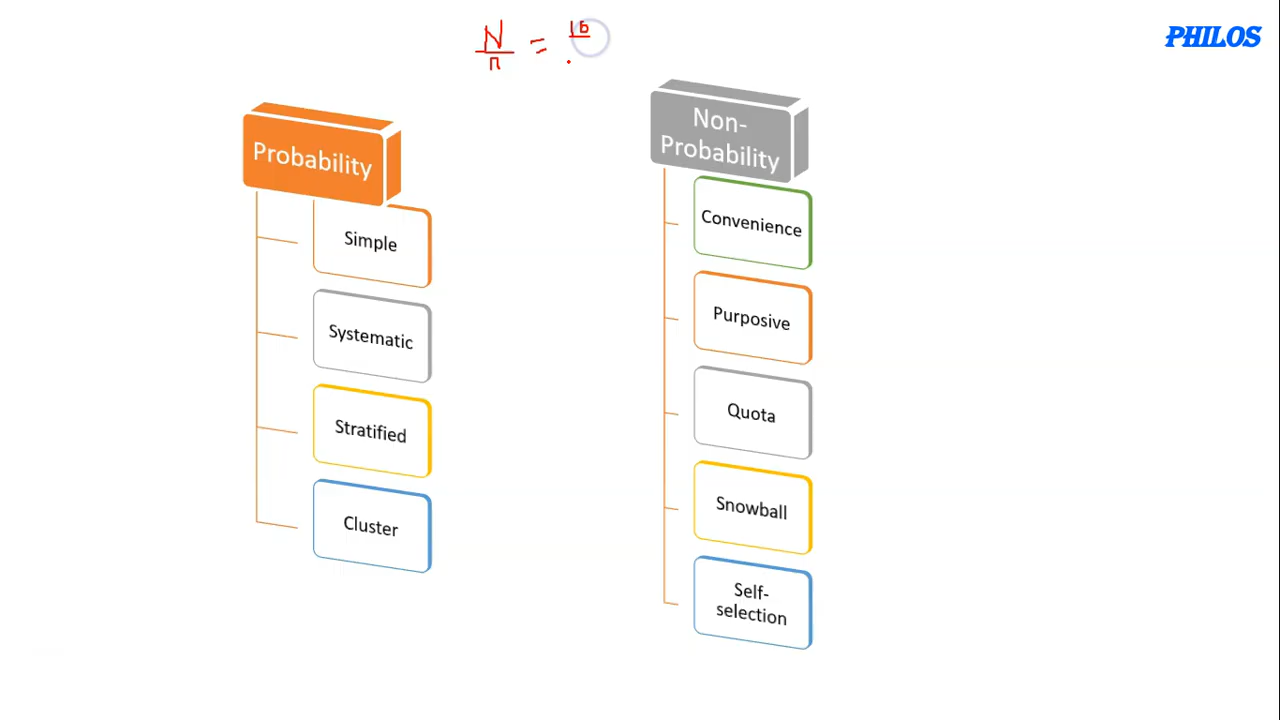 N/n = 16
PHILOS
Probability
Simple
Systematic
Stratified
Cluster
Non-
Probability
Convenience
Purposive
Quota
Snowball
Self-
selection